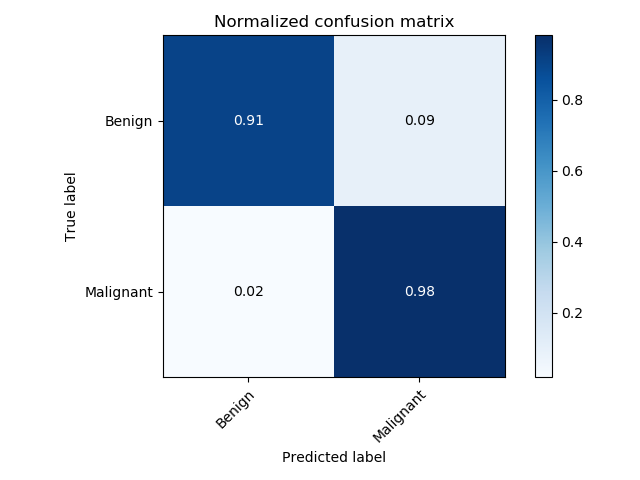 Normalized confusion matrix
True label
Benign
0.91
0.09
Malignant
0.02
0.98
Benign
Malignant
Predicted label
0.8
0.6
0.4
0.2